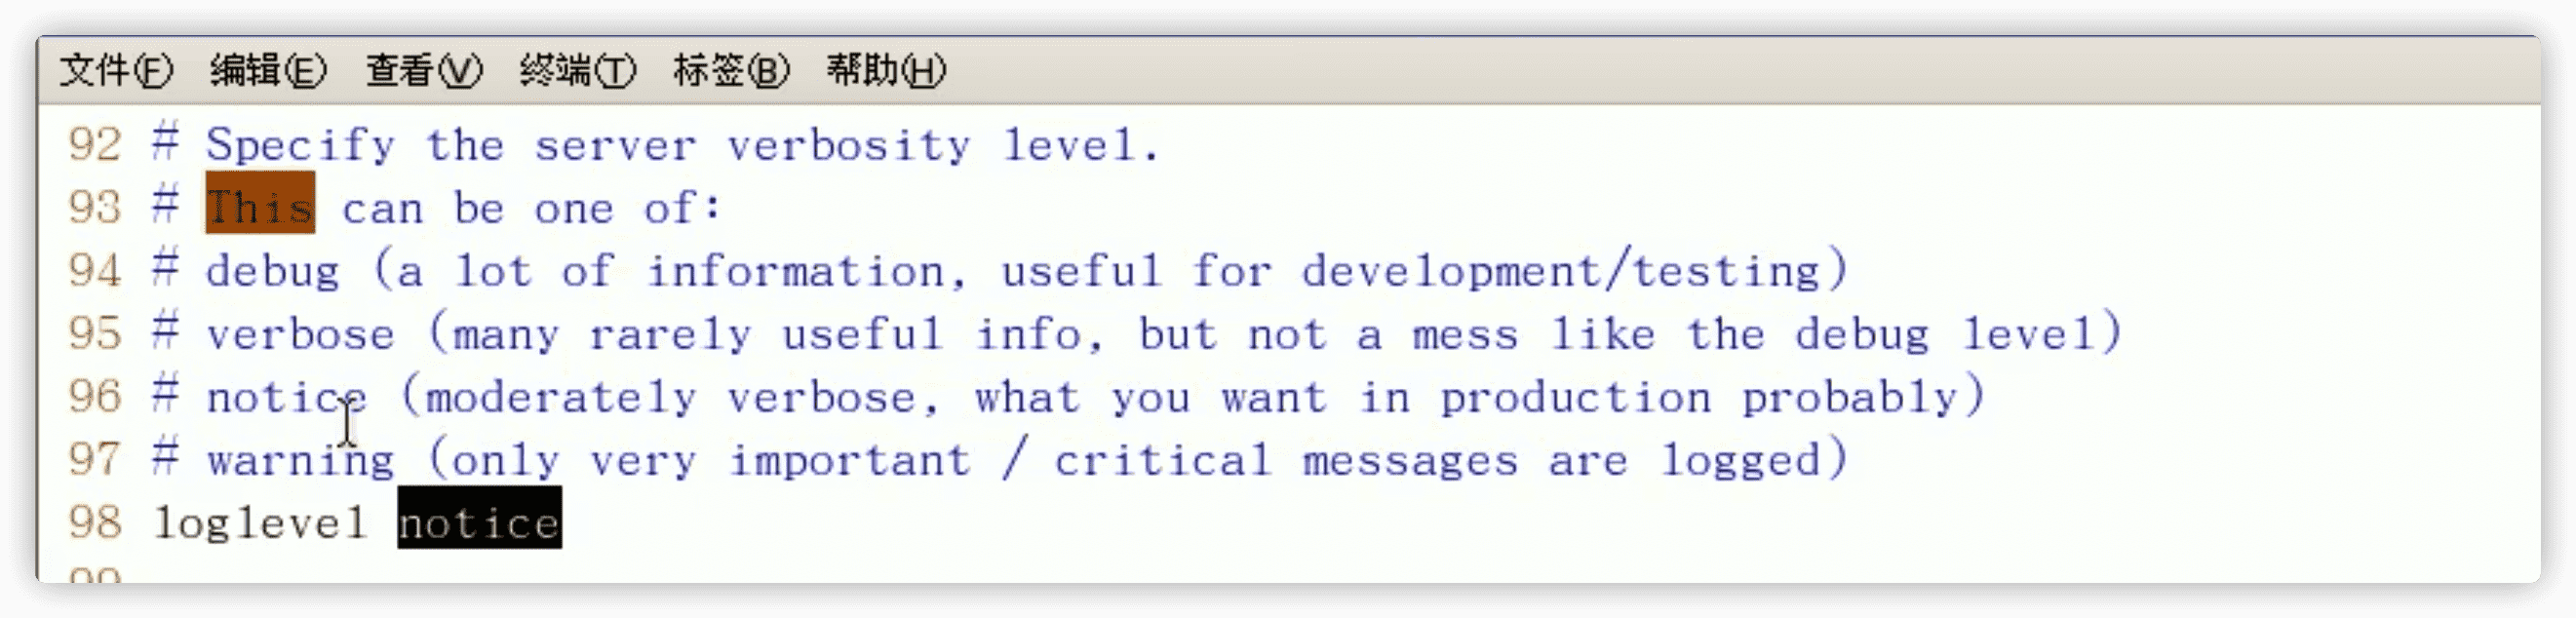 文件(F) 编辑(E) 查看(V) 终端(T) 标签(B) 帮助(H)
92 # Specify the server verbosity level.
93 # This can be one of:
94 # debug (a lot of information, useful for development/testing)
95 # verbose (many rarely useful info, but not a mess like the debug level)
96 # notice (moderately verbose, what you want in production probably)
97 # warning (only very important / critical messages are logged)
98 loglevel notice